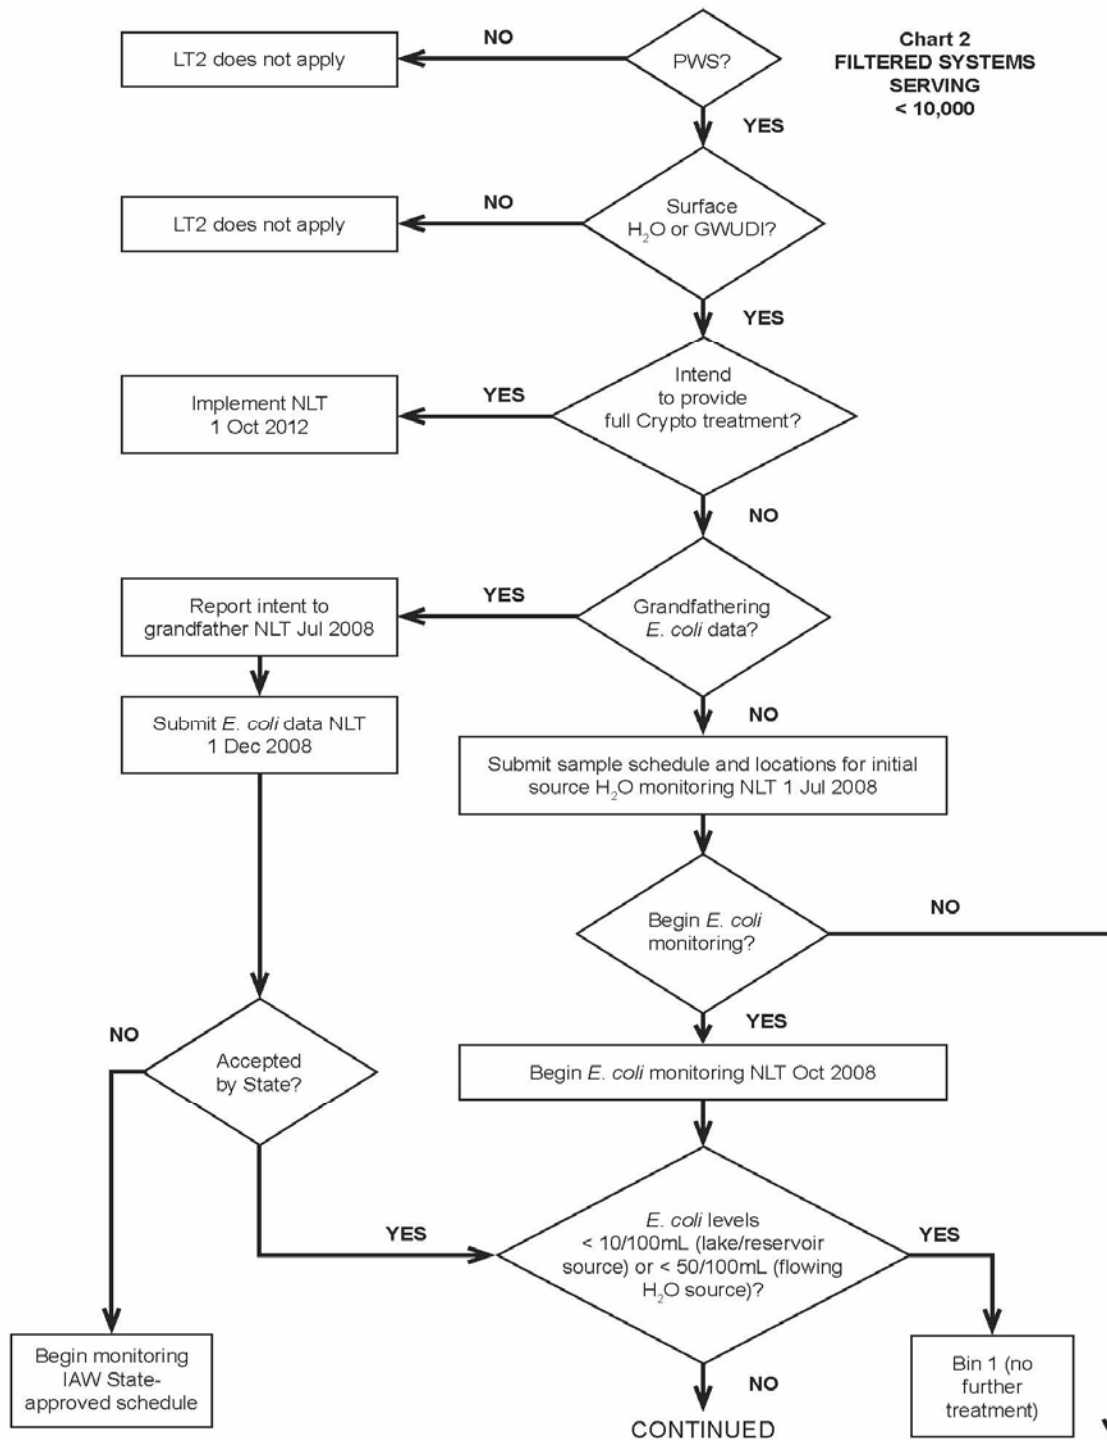 Chart 2
FILTERED SYSTEMS
SERVING
< 10,000
PWS?
NO
LT2 does not apply
YES
Surface
H₂O or GWUDI?
NO
LT2 does not apply
YES
Intend
to provide
full Crypto treatment?
YES
Implement NLT
1 Oct 2012
NO
Grandfathering
E. coli data?
YES
Report intent to
grandfather NLT Jul 2008
Submit E. coli data NLT
1 Dec 2008
NO
Submit sample schedule and locations for initial
source H₂O monitoring NLT 1 Jul 2008
Begin E. coli
monitoring?
NO
YES
Begin E. coli monitoring NLT Oct 2008
Accepted
by State?
NO
YES
E. coli levels
< 10/100mL (lake/reservoir
source) or < 50/100mL (flowing
H₂O source)?
YES
Begin monitoring
IAW State-
approved schedule
Bin 1 (no
further
treatment)
NO
CONTINUED